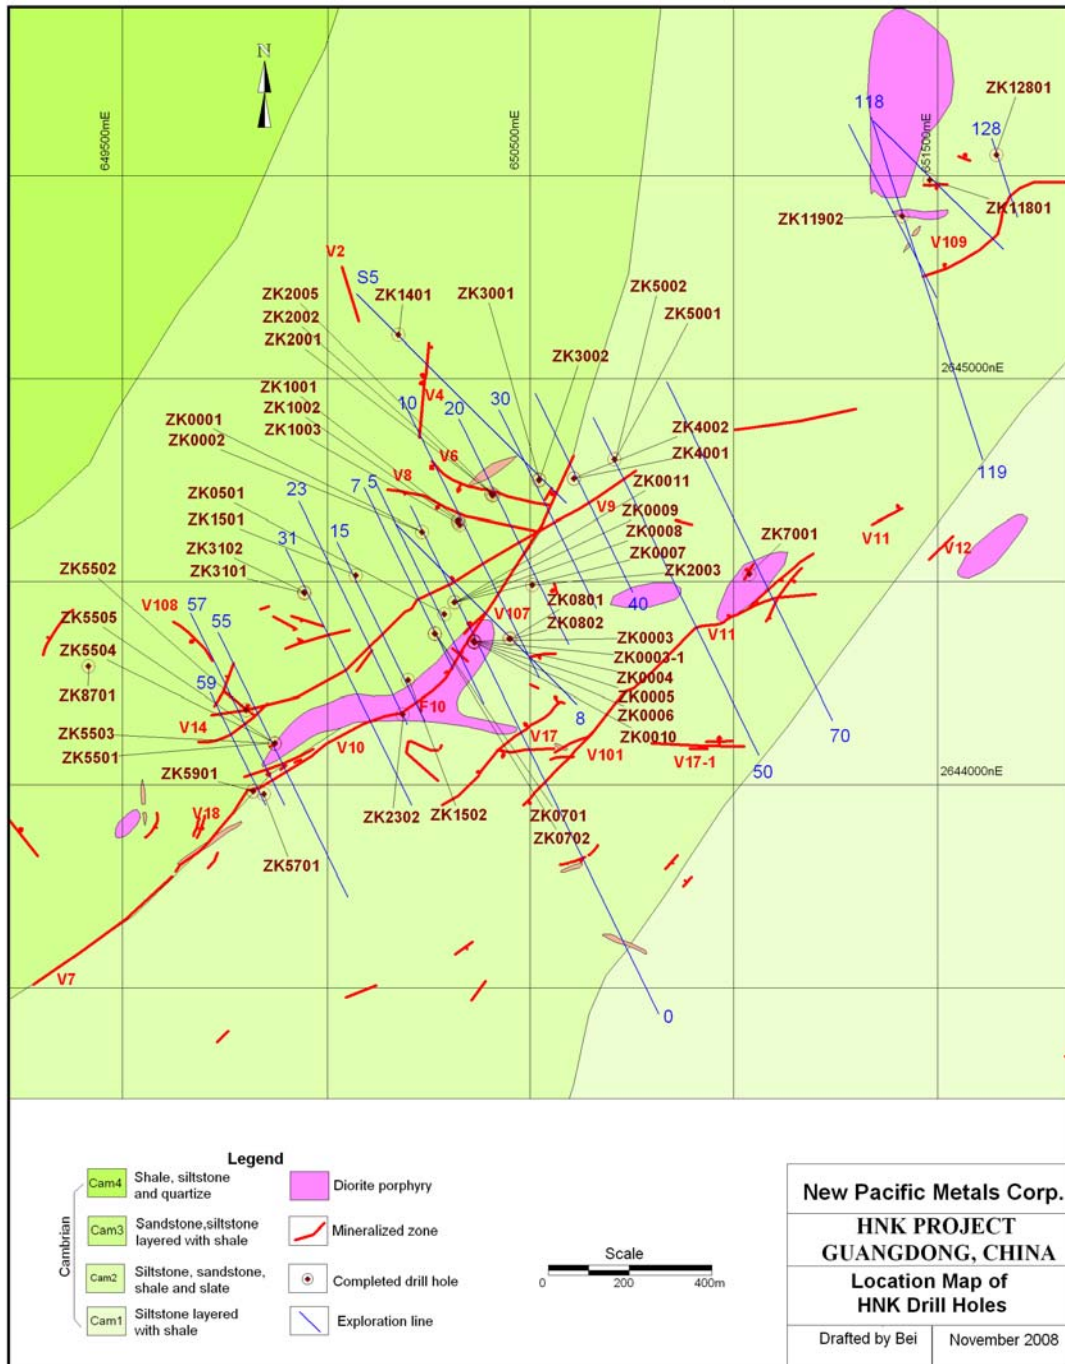 N
649500mE
650500mE
651500mE
118
ZK12801
128
ZK11801
ZK11902
V109
V2
S5
ZK2005
ZK1401
ZK3001
ZK5002
ZK2002
ZK5001
ZK2001
ZK3002
2645000nE
ZK1001
V4
ZK1002
10
20
30
ZK0001
ZK1003
ZK4002
ZK0002
ZK4001
V6
119
V8
7
5
ZK0011
ZK0501
23
V9
ZK0009
ZK1501
15
ZK0008
V11
ZK3102
31
ZK0007
ZK7001
V12
ZK3101
ZK2003
ZK5502
V108
57
ZK0801
40
ZK5505
55
V107
ZK0802
V11
ZK5504
ZK0003
ZK0003-1
59
ZK0004
ZK8701
ZK0005
F10
ZK0006
8
V14
ZK5503
V17
ZK0010
70
ZK5501
V10
V101
V17-1
50
2644000nE
ZK5901
V18
ZK2302
ZK1502
ZK0701
ZK0702
ZK5701
V7
0
Legend
Cambrian
Cam4
Shale, siltstone
and quartize
Diorite porphyry
Cam3
Sandstone,siltstone
layered with shale
Mineralized zone
Cam2
Siltstone, sandstone,
shale and slate
Completed drill hole
Cam1
Siltstone layered
with shale
Exploration line
Scale
0 200 400m
New Pacific Metals Corp.
HNK PROJECT
GUANGDONG, CHINA
Location Map of
HNK Drill Holes
Drafted by Bei
November 2008